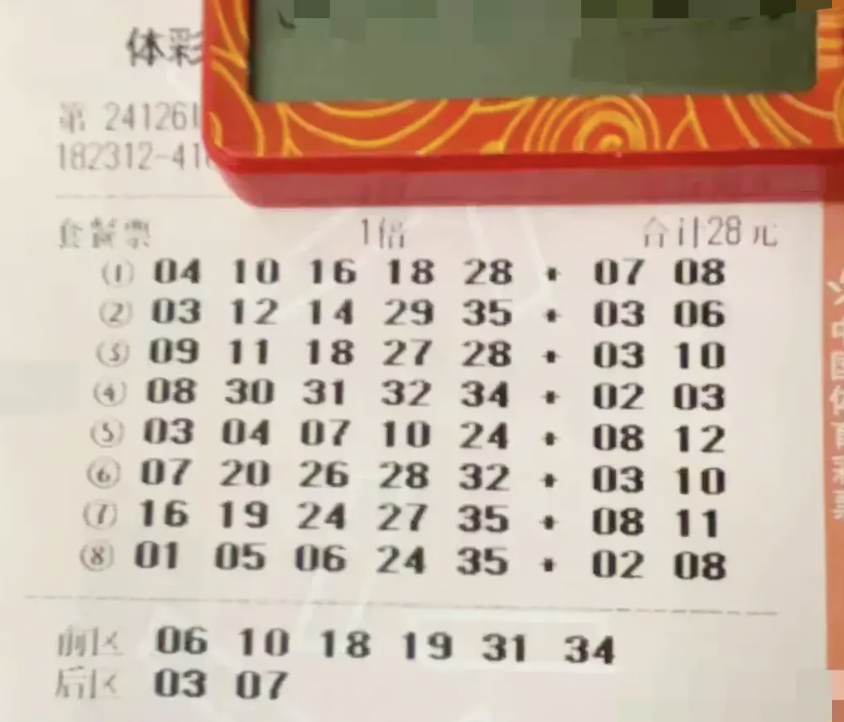 体彩
第 241261
182312-41
套餐票 1倍 合计28元
(1) 04 10 16 18 28 + 07 08
(2) 03 12 14 29 35 + 03 06
(3) 09 11 18 27 28 + 03 10
(4) 08 30 31 32 34 + 02 03
(5) 03 04 07 10 24 + 08 12
(6) 07 20 26 28 32 + 03 10
(7) 16 19 24 27 35 + 08 11
(8) 01 05 06 24 35 + 02 08
前区 06 10 18 19 31 34
后区 03 07
中国体育彩票